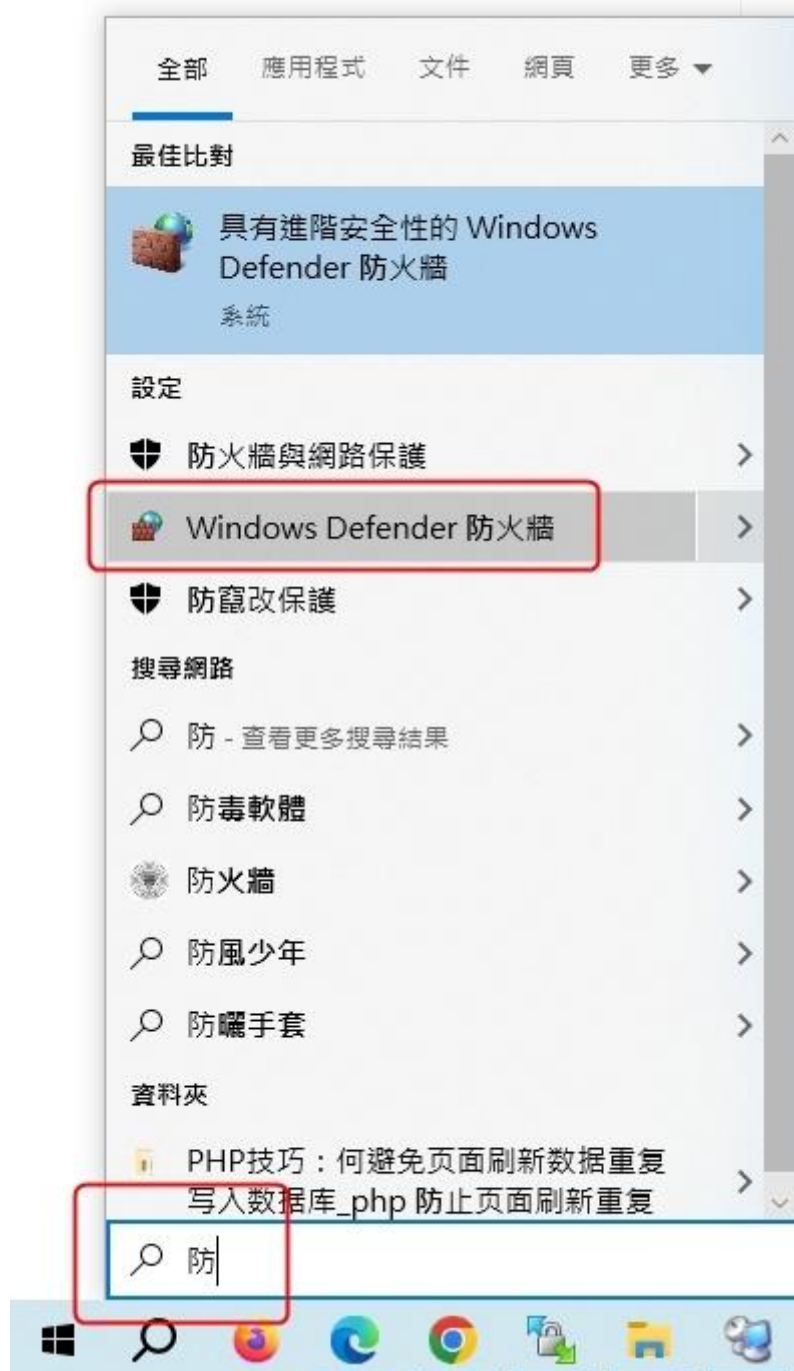 全部 應用程式 文件 網頁 更多
最佳比對
具有進階安全性的 Windows
Defender 防火牆
系統
設定
防火牆與網路保護
Windows Defender 防火牆
防竄改保護
搜尋網路
防 - 查看更多搜尋結果
防毒軟體
防火牆
防風少年
防曬手套
資料夾
PHP技巧：何避免页面刷新数据重复
写入数据库_php 防止页面刷新重复
防